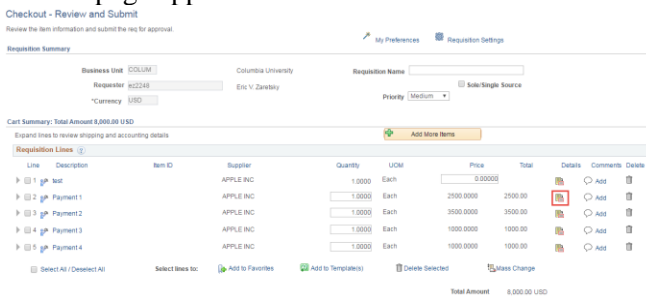 Checkout - Review and Submit
Review the item information and submit the req for approval.
My Preferences Requisition Settings
Requisition Summary
Business Unit COLUM Columbia University Requisition Name
Requester ez2248 Eric V. Zaretsky Sole/Single Source
*Currency USD Priority Medium
Cart Summary: Total Amount 8,000.00 USD
Expand lines to review shipping and accounting details Add More Items
Requisition Lines
Line Description Item ID Supplier Quantity UOM Price Total Details Comments Delete
1 test APPLE INC 1.0000 Each 0.00000 Add
2 Payment 1 APPLE INC 1.0000 Each 2500.0000 2500.00 Add
3 Payment 2 APPLE INC 1.0000 Each 3500.0000 3500.00 Add
4 Payment 3 APPLE INC 1.0000 Each 1000.0000 1000.00 Add
5 Payment 4 APPLE INC 1.0000 Each 1000.0000 1000.00 Add
Select All / Deselect All Select lines to: Add to Favorites Add to Template(s) Delete Selected Mass Change
Total Amount 8,000.00 USD